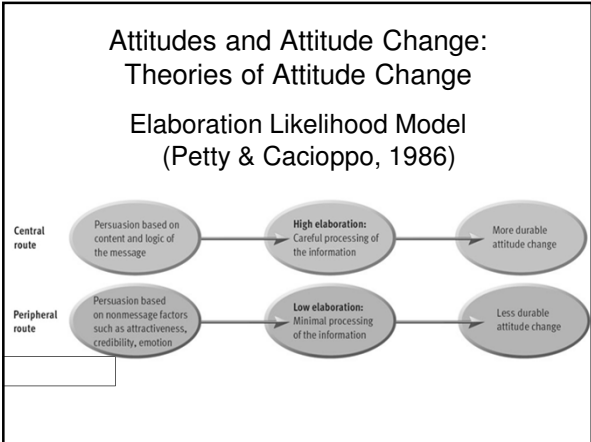 Attitudes and Attitude Change:
Theories of Attitude Change
Elaboration Likelihood Model
(Petty & Cacioppo, 1986)
Central
route
Persuasion based on
content and logic of
the message
High elaboration:
Careful processing of
the information
More durable
attitude change
Peripheral
route
Persuasion based
on nonmessage factors
such as attractiveness,
credibility, emotion
Low elaboration:
Minimal processing
of the information
Less durable
attitude change